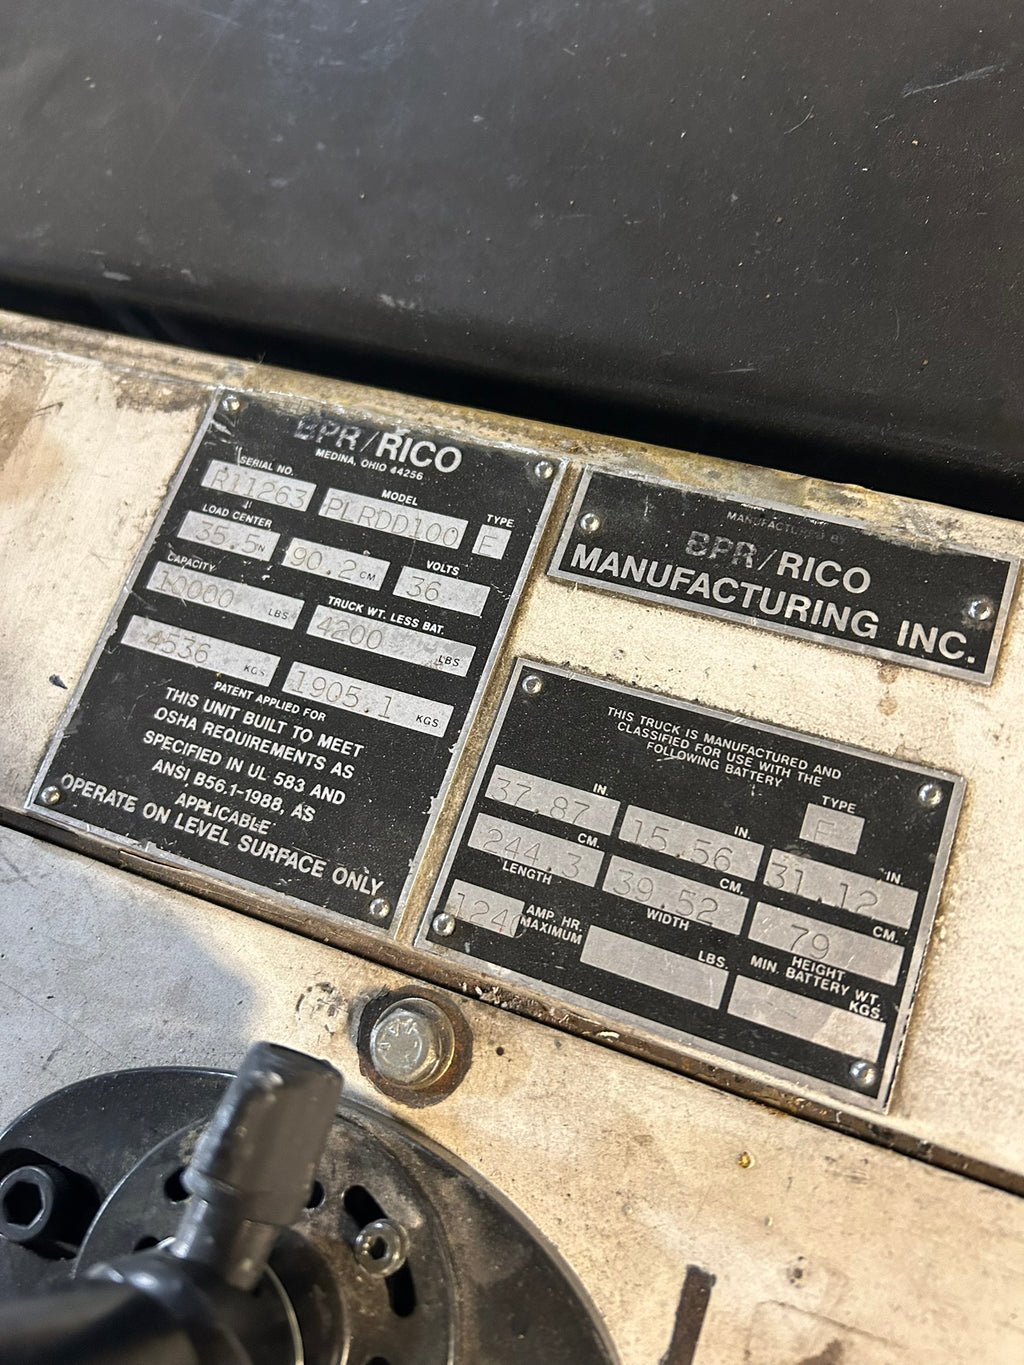 BPR/RICO
MEDINA, OHIO 44256
SERIAL NO.
R11263
MODEL
PLRDD100
TYPE
E
LOAD CENTER
35.5 IN
90.2 CM
VOLTS
36
CAPACITY
10000 LBS
TRUCK WT. LESS BAT.
4200 LBS
4536 KGS
1905.1 KGS
PATENT APPLIED FOR
THIS UNIT BUILT TO MEET
OSHA REQUIREMENTS AS
SPECIFIED IN UL 583 AND
ANSI B56.1-1988, AS
APPLICABLE
OPERATE ON LEVEL SURFACE ONLY
MANUFACTURED BY
BPR/RICO
MANUFACTURING INC.
THIS TRUCK IS MANUFACTURED AND
CLASSIFIED FOR USE WITH THE
FOLLOWING BATTERY
TYPE
E
37.87 IN.
15.56 IN.
31.12 IN.
244.3 CM.
39.52 CM.
79 CM.
LENGTH
WIDTH
HEIGHT
AMP. HR.
MAXIMUM
LBS.
MIN. BATTERY WT.
KGS.